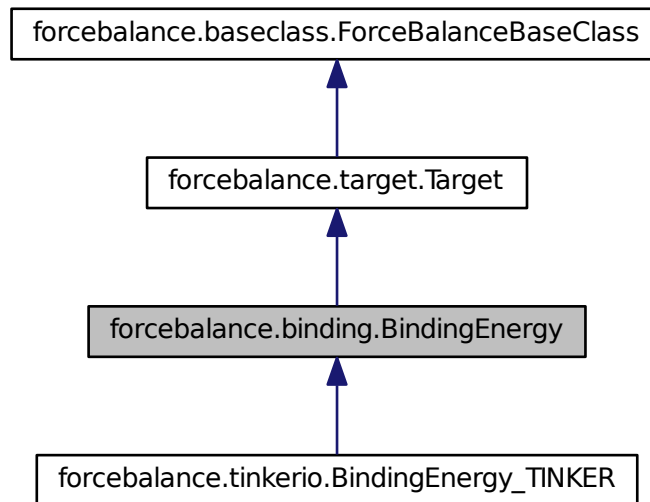 forcebalance.baseclass.ForceBalanceBaseClass
forcebalance.target.Target
forcebalance.binding.BindingEnergy
forcebalance.tinkerio.BindingEnergy_TINKER